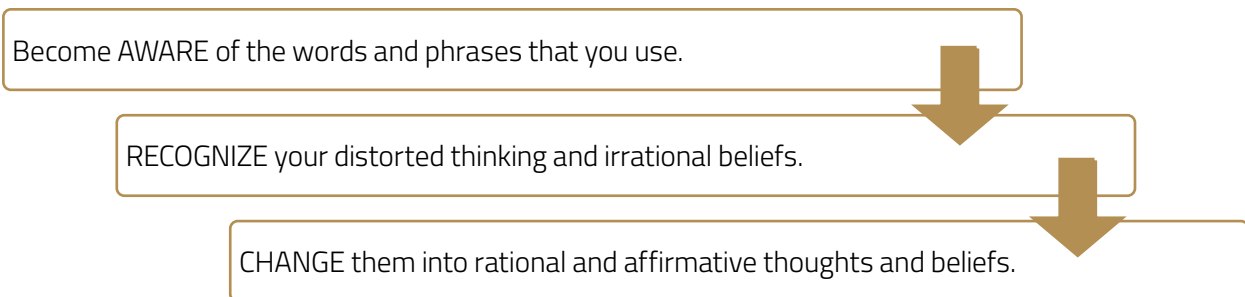 Become AWARE of the words and phrases that you use.
RECOGNIZE your distorted thinking and irrational beliefs.
CHANGE them into rational and affirmative thoughts and beliefs.